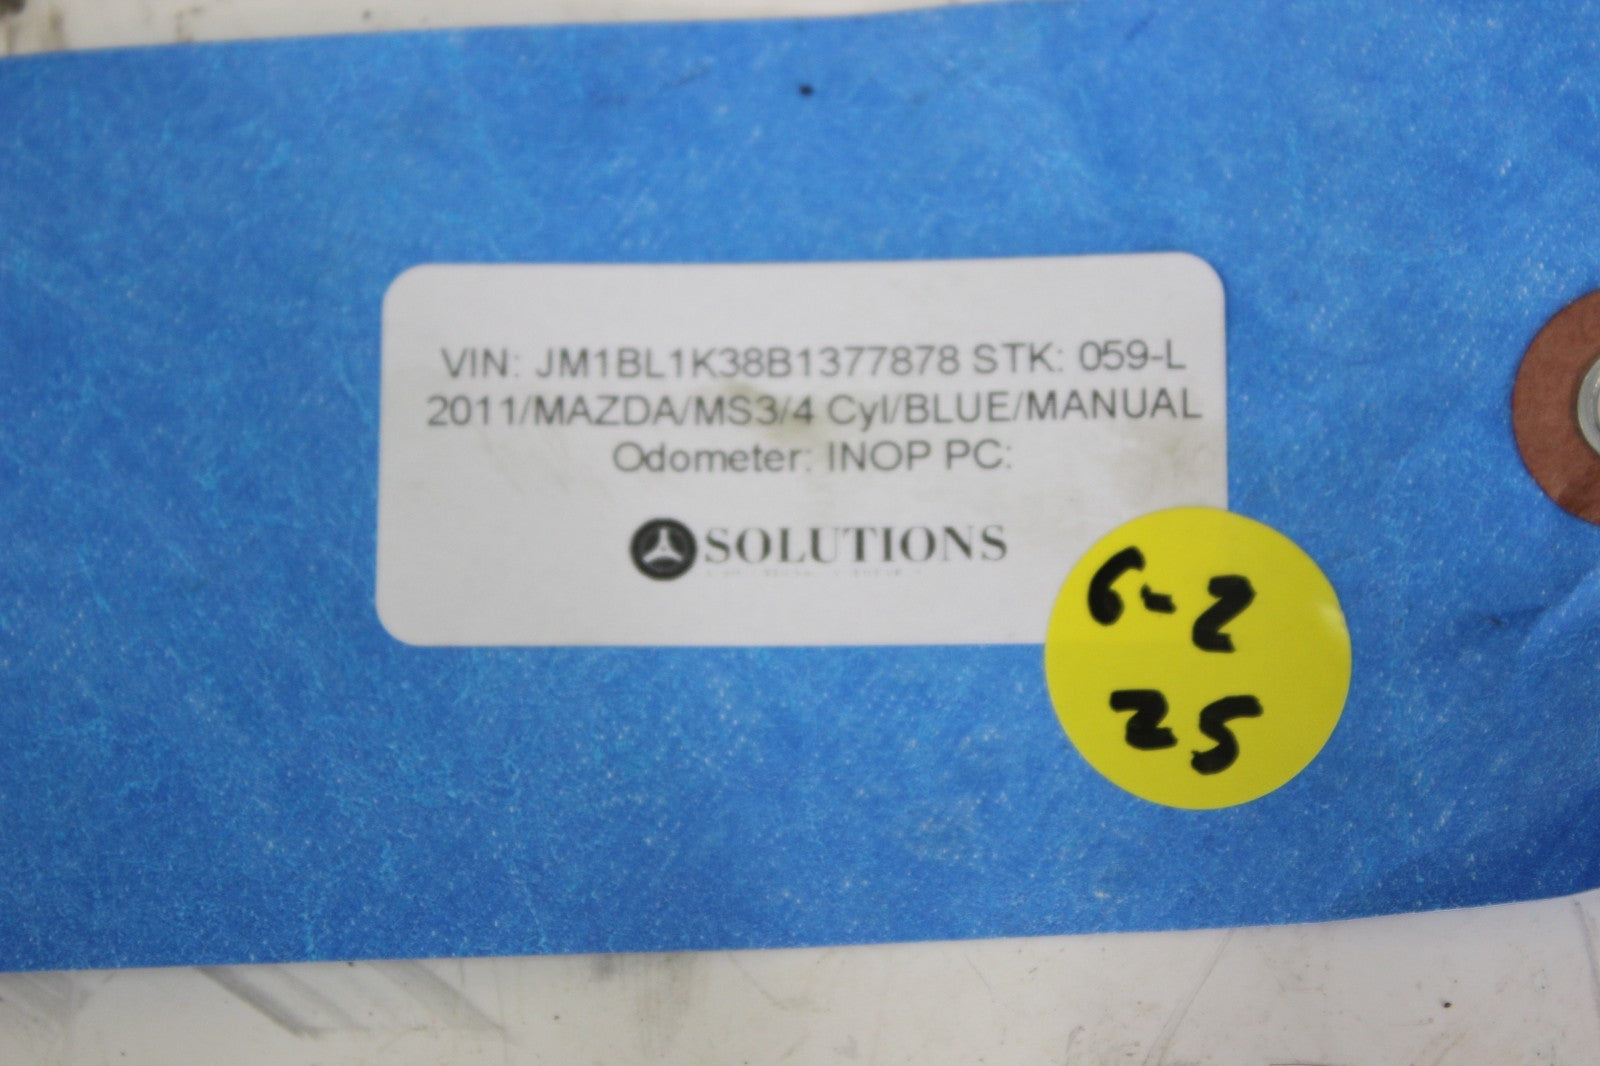 VIN: JM1BL1K38B1377878 STK: 059-L
2011/MAZDA/MS3/4 Cyl/BLUE/MANUAL
Odometer: INOP PC:
SOLUTIONS
6-2
25